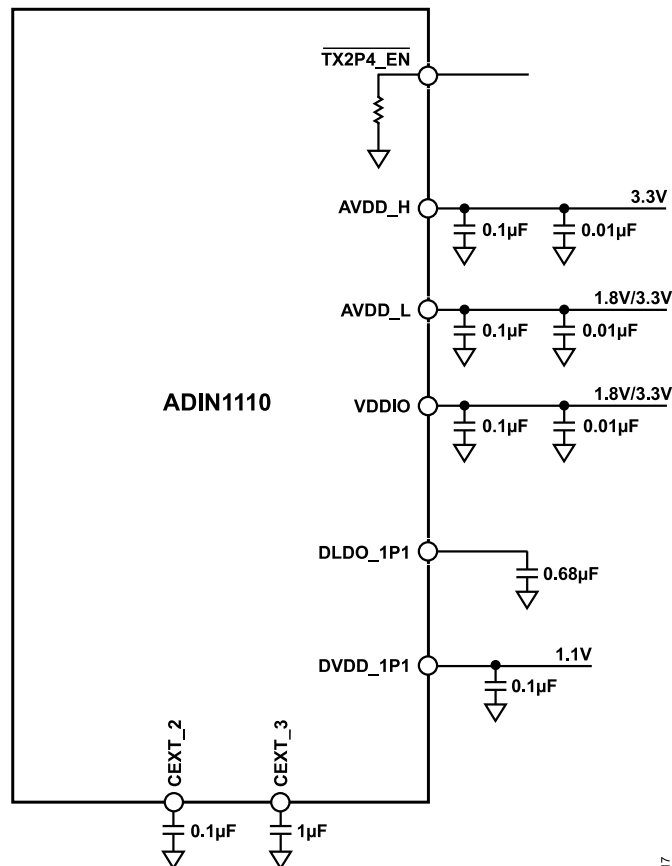 TX2P4_EN
AVDD_H
3.3V
0.1µF
0.01µF
AVDD_L
1.8V/3.3V
0.1µF
0.01µF
ADIN1110
VDDIO
1.8V/3.3V
0.1µF
0.01µF
DLDO_1P1
0.68µF
DVDD_1P1
1.1V
0.1µF
CEXT_2
CEXT_3
0.1µF
1µF